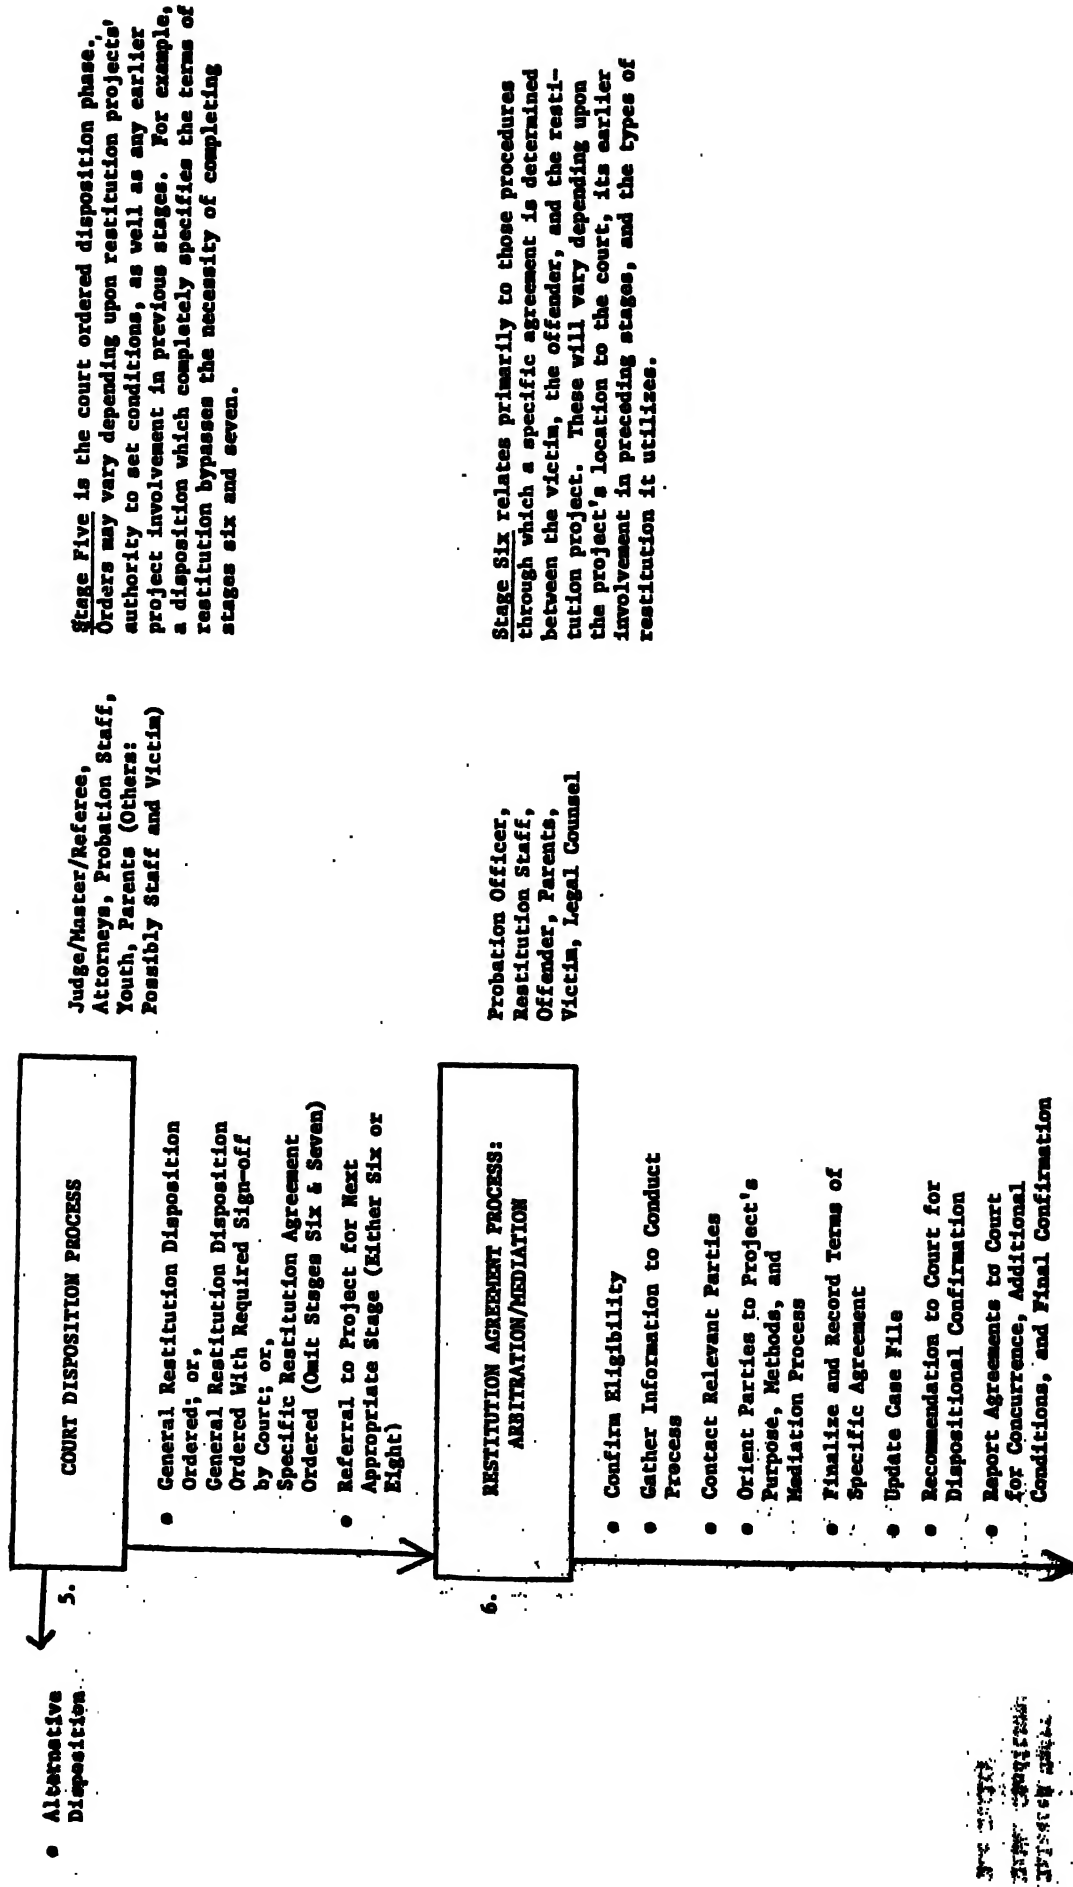 • Alternative
Disposition
5.
COURT DISPOSITION PROCESS
Judge/Master/Referee,
Attorneys, Probation Staff,
Youth, Parents (Others:
Possibly Staff and Victim)
Stage Five is the court ordered disposition phase.
Orders may vary depending upon restitution projects'
authority to set conditions, as well as any earlier
project involvement in previous stages. For example,
a disposition which completely specifies the terms of
restitution bypasses the necessity of completing
stages six and seven.
• General Restitution Disposition
Ordered; or,
General Restitution Disposition
Ordered With Required Sign-off
by Court; or,
Specific Restitution Agreement
Ordered (Omit Stages Six & Seven)
• Referral to Project for Next
Appropriate Stage (Either Six or
Eight)
6.
RESTITUTION AGREEMENT PROCESS:
ARBITRATION/MEDIATION
Probation Officer,
Restitution Staff,
Offender, Parents,
Victim, Legal Counsel
Stage Six relates primarily to those procedures
through which a specific agreement is determined
between the victim, the offender, and the resti-
tution project. These will vary depending upon
the project's location to the court, its earlier
involvement in preceding stages, and the types of
restitution it utilizes.
• Confirm Eligibility
• Gather Information to Conduct
Process
• Contact Relevant Parties
• Orient Parties to Project's
Purpose, Methods, and
Mediation Process
• Finalize and Record Terms of
Specific Agreement
• Update Case File
• Recommendation to Court for
Dispositional Confirmation
• Report Agreements to Court
for Concurrence, Additional
Conditions, and Final Confirmation